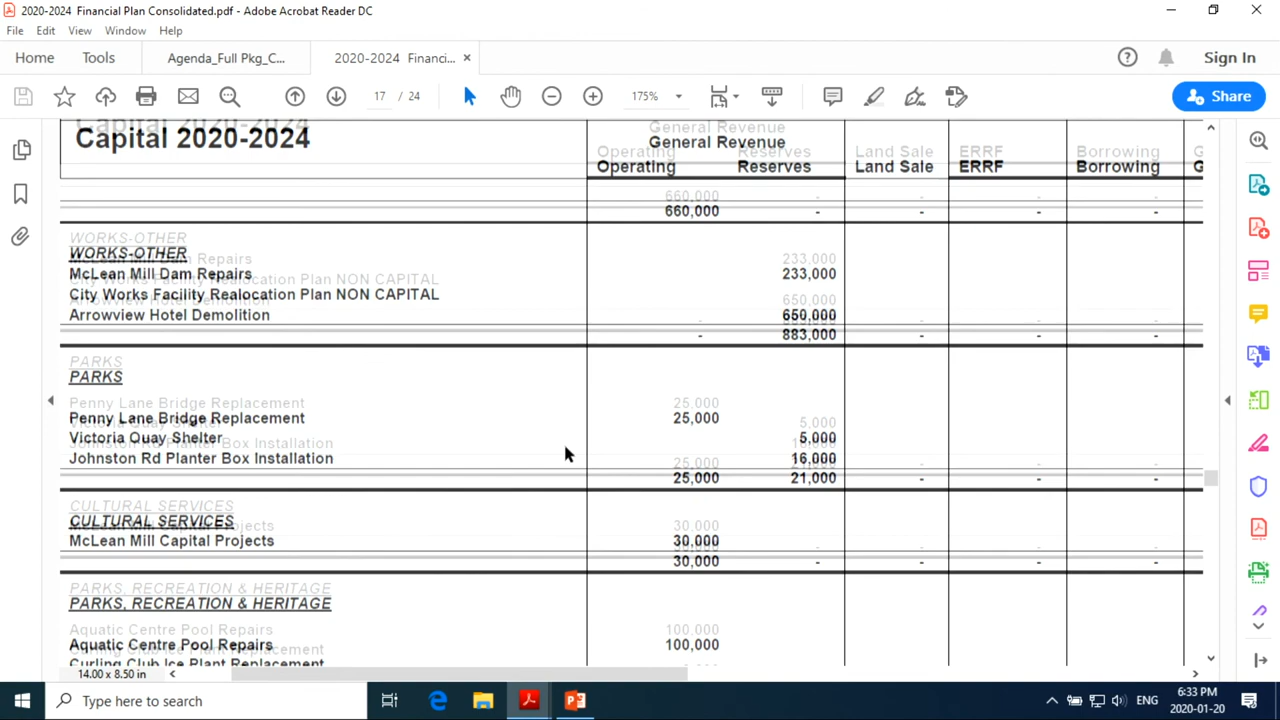 2020-2024 Financial Plan Consolidated.pdf - Adobe Acrobat Reader DC
File Edit View Window Help
Home Tools Agenda_Full Pkg_C... 2020-2024 Financi... ×
Sign In
17 / 24 175% Share
Capital 2020-2024
General Revenue
Operating Reserves Land Sale ERRF Borrowing G
660,000 - - - -
WORKS-OTHER
McLean Mill Dam Repairs 233,000
City Works Facility Realocation Plan NON CAPITAL
Arrowview Hotel Demolition 650,000
- 883,000 - - -
PARKS
Penny Lane Bridge Replacement 25,000
Victoria Quay Shelter 5,000
Johnston Rd Planter Box Installation 16,000
25,000 21,000 - - -
CULTURAL SERVICES
McLean Mill Capital Projects 30,000
30,000 - - - -
PARKS, RECREATION & HERITAGE
Aquatic Centre Pool Repairs 100,000
Curling Club Ice Plant Replacement
14.00 x 8.50 in
Type here to search
ENG
6:33 PM
2020-01-20